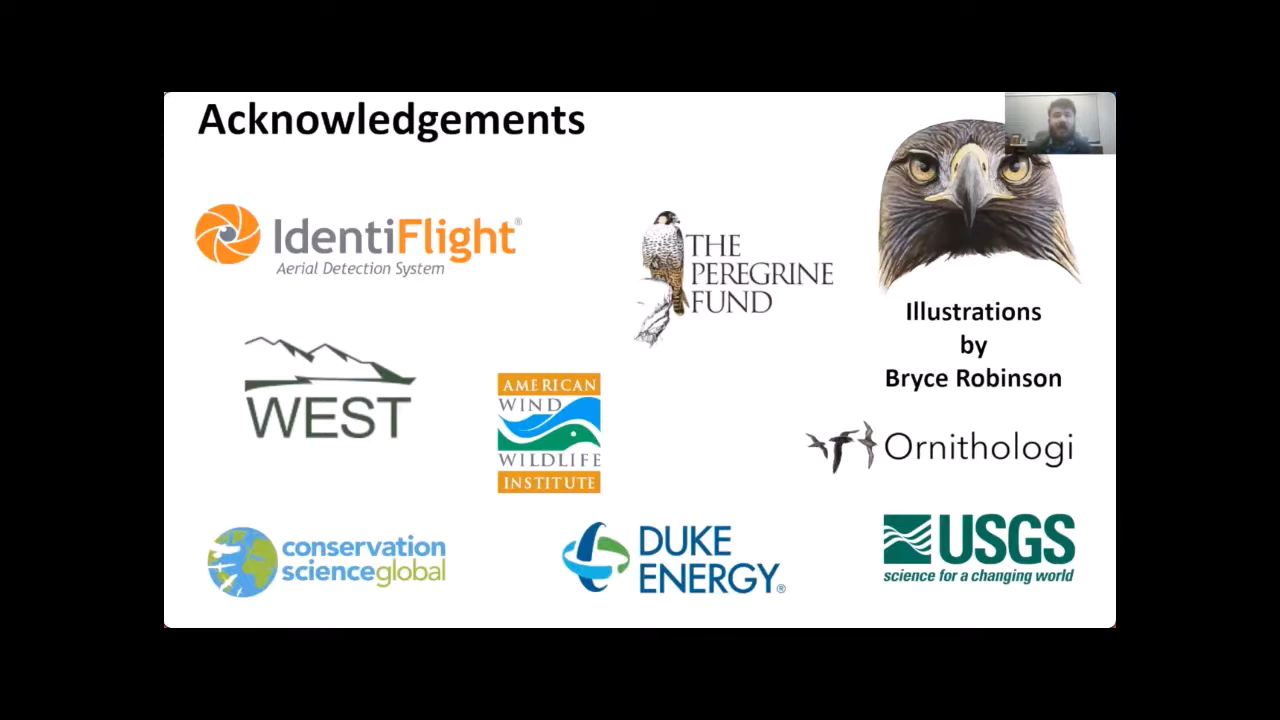 Acknowledgements
IdentiFlight®
Aerial Detection System
THE
PEREGRINE
FUND
Illustrations
by
Bryce Robinson
WEST
AMERICAN
WIND
WILDLIFE
INSTITUTE
Ornithologi
conservation
scienceglobal
DUKE
ENERGY®
USGS
science for a changing world